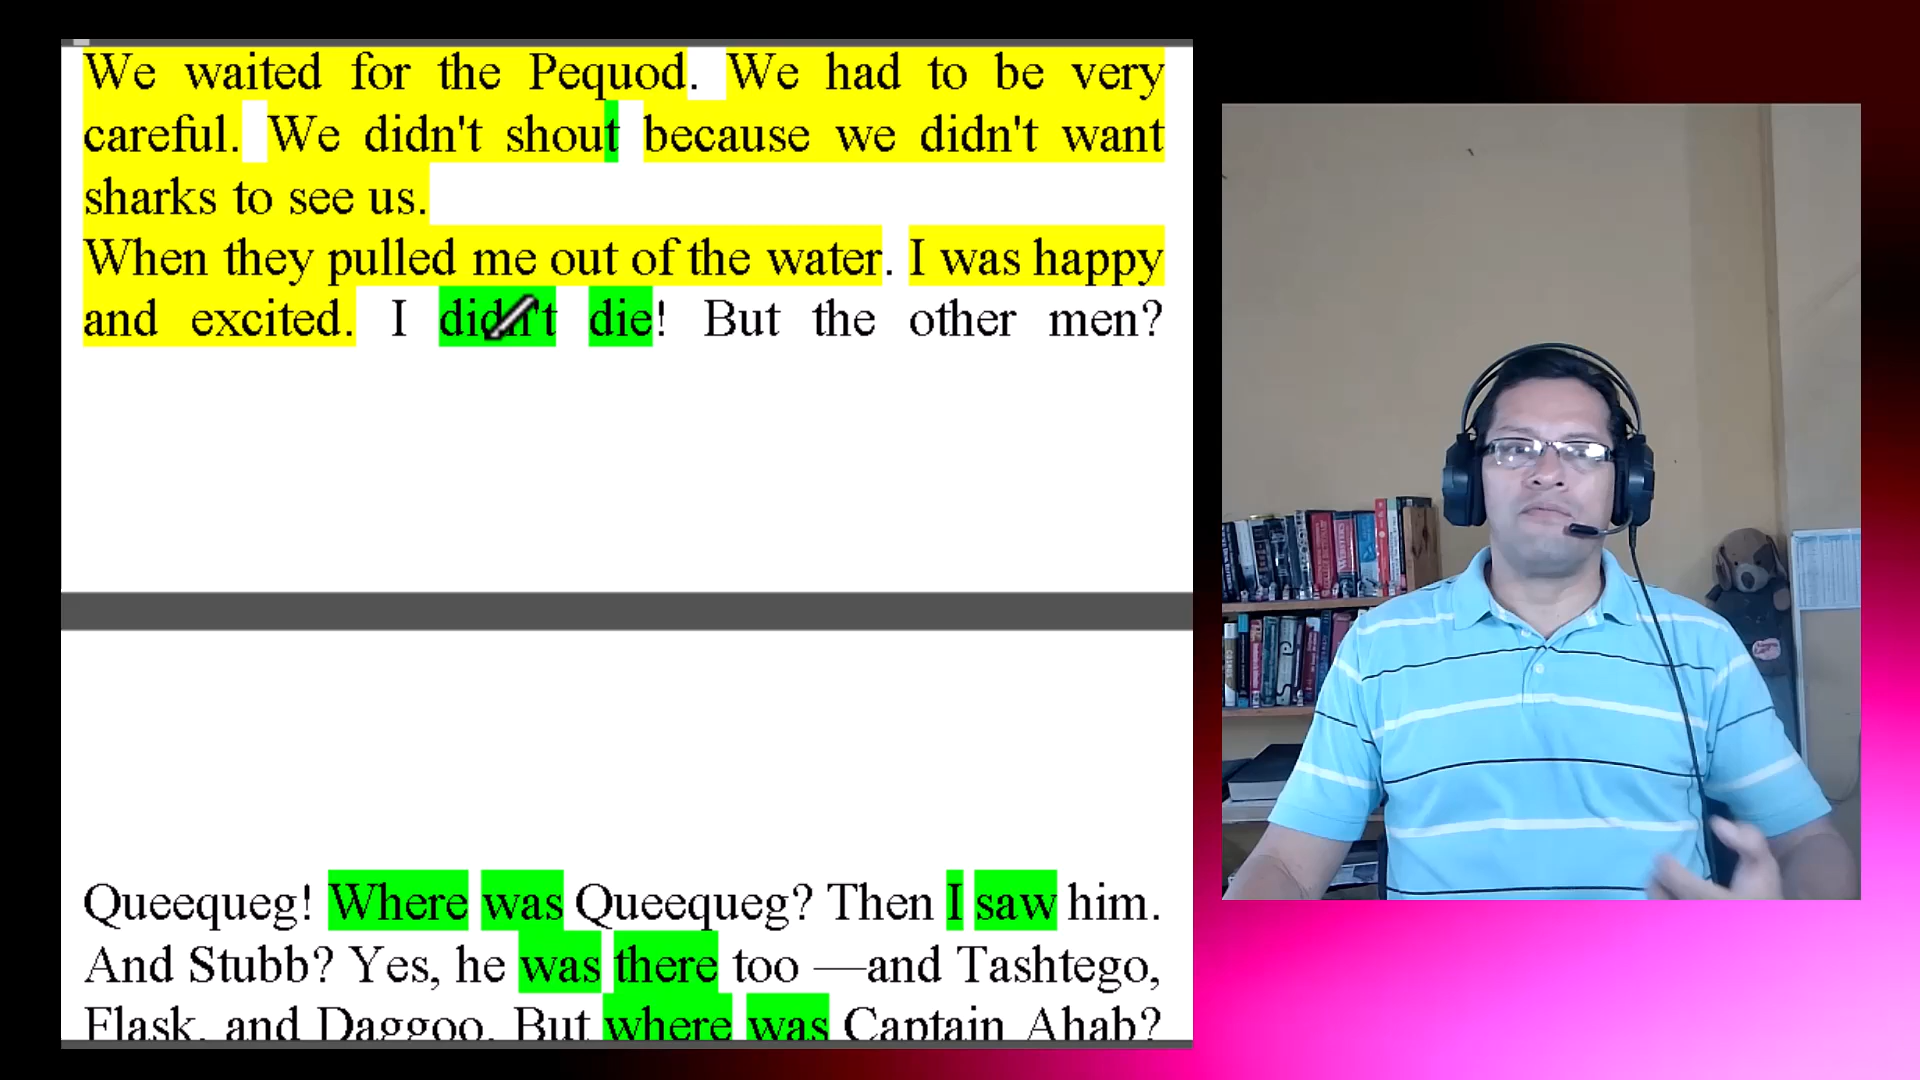 We waited for the Pequod. We had to be very
careful. We didn't shout because we didn't want
sharks to see us.
When they pulled me out of the water. I was happy
and excited. I didn't die! But the other men?
Queequeg! Where was Queequeg? Then I saw him.
And Stubb? Yes, he was there too —and Tashtego,
Flask, and Daggoo. But where was Captain Ahab?